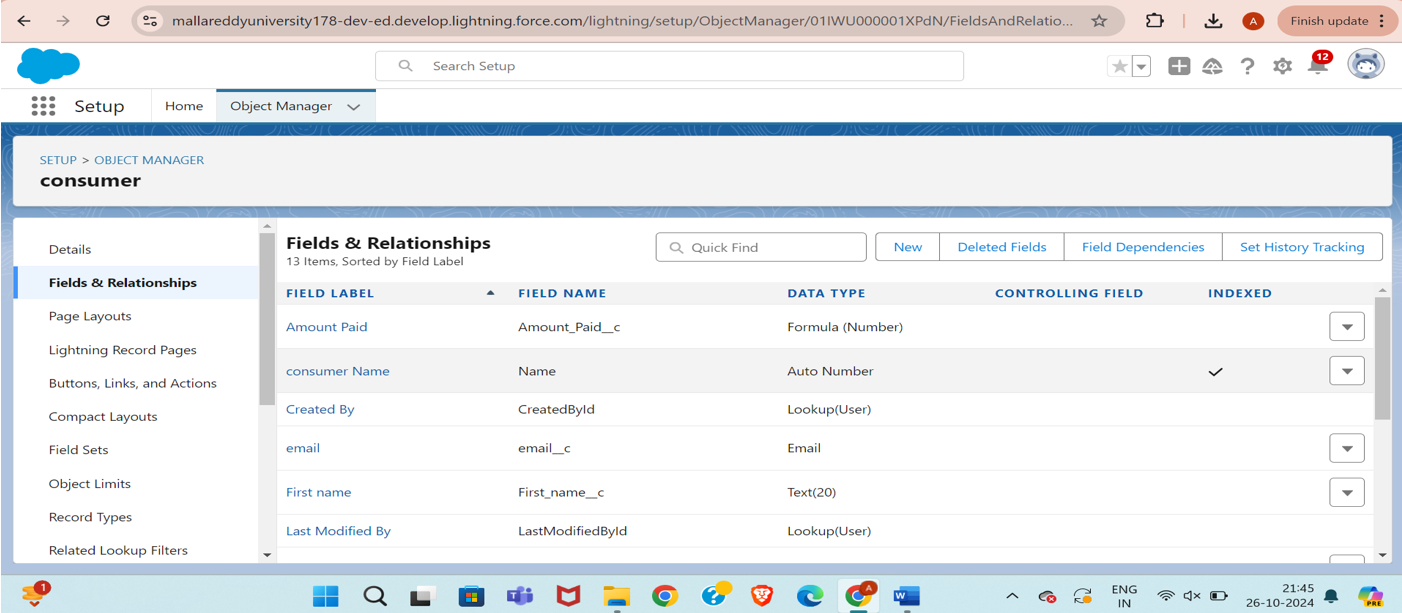 mallareddyuniversity178-dev-ed.develop.lightning.force.com/lightning/setup/ObjectManager/01IWU000001XPdN/FieldsAndRelatio...
A
Finish update
Search Setup
12
Setup
Home
Object Manager
SETUP > OBJECT MANAGER
consumer
Details
Fields & Relationships
Page Layouts
Lightning Record Pages
Buttons, Links, and Actions
Compact Layouts
Field Sets
Object Limits
Record Types
Related Lookup Filters
Fields & Relationships
13 Items, Sorted by Field Label
Quick Find
New
Deleted Fields
Field Dependencies
Set History Tracking
FIELD LABEL FIELD NAME DATA TYPE CONTROLLING FIELD INDEXED
Amount Paid Amount_Paid__c Formula (Number)
consumer Name Name Auto Number
Created By CreatedById Lookup(User)
email email__c Email
First name First_name__c Text(20)
Last Modified By LastModifiedById Lookup(User)
1
A
W
ENG
IN
21:45
26-10-2024
PRE